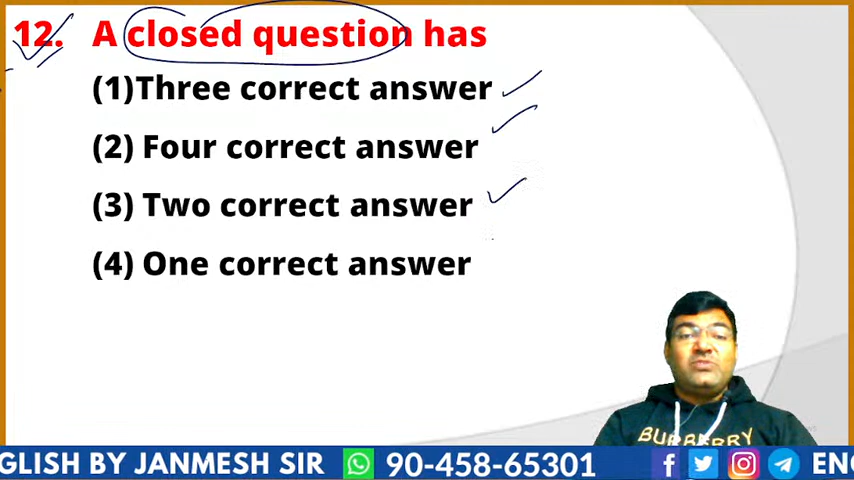 12. A closed question has
(1)Three correct answer
(2) Four correct answer
(3) Two correct answer
(4) One correct answer
BURBERRY
GLISH BY JANMESH SIR 90-458-65301 f EN